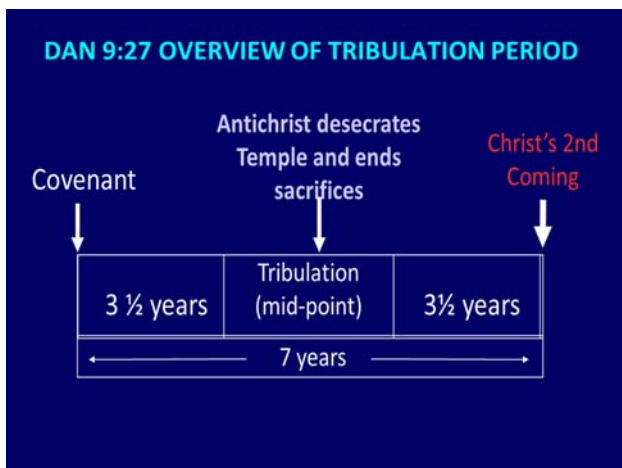 DAN 9:27 OVERVIEW OF TRIBULATION PERIOD
Antichrist desecrates
Temple and ends
sacrifices
Christ's 2nd
Coming
Covenant
3 ½ years
Tribulation
(mid-point)
3½ years
7 years